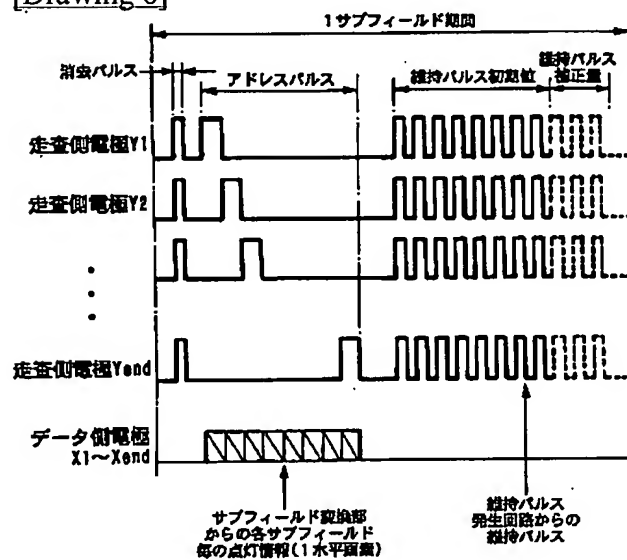 [Drawing 6]
1サブフィールド期間
消去パルス
アドレスパルス
維持パルス初期値
維持パルス
補正量
走査側電極Y1
走査側電極Y2
走査側電極Yend
データ側電極
X1～Xend
サブフィールド変換部
からの各サブフィールド
毎の点灯情報(1水平画素)
維持パルス
発生回路からの
維持パルス